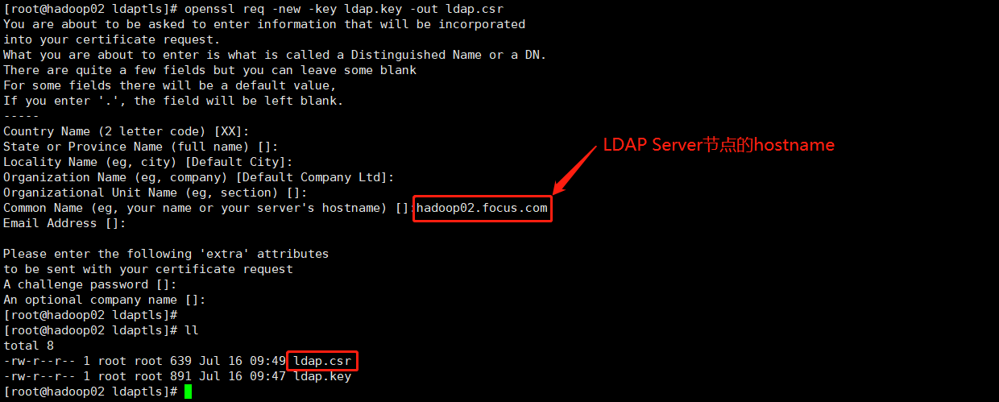 [root@hadoop02 ldaptls]# openssl req -new -key ldap.key -out ldap.csr
You are about to be asked to enter information that will be incorporated
into your certificate request.
What you are about to enter is what is called a Distinguished Name or a DN.
There are quite a few fields but you can leave some blank
For some fields there will be a default value,
If you enter '.', the field will be left blank.
-----
Country Name (2 letter code) [XX]:
State or Province Name (full name) []:
LDAP Server节点的hostname
Locality Name (eg, city) [Default City]:
Organization Name (eg, company) [Default Company Ltd]:
Organizational Unit Name (eg, section) []:
Common Name (eg, your name or your server's hostname) []:hadoop02.focus.com
Email Address []:
Please enter the following 'extra' attributes
to be sent with your certificate request
A challenge password []:
An optional company name []:
[root@hadoop02 ldaptls]#
[root@hadoop02 ldaptls]# ll
total 8
-rw-r--r-- 1 root root 639 Jul 16 09:49 ldap.csr
-rw-r--r-- 1 root root 891 Jul 16 09:47 ldap.key
[root@hadoop02 ldaptls]#